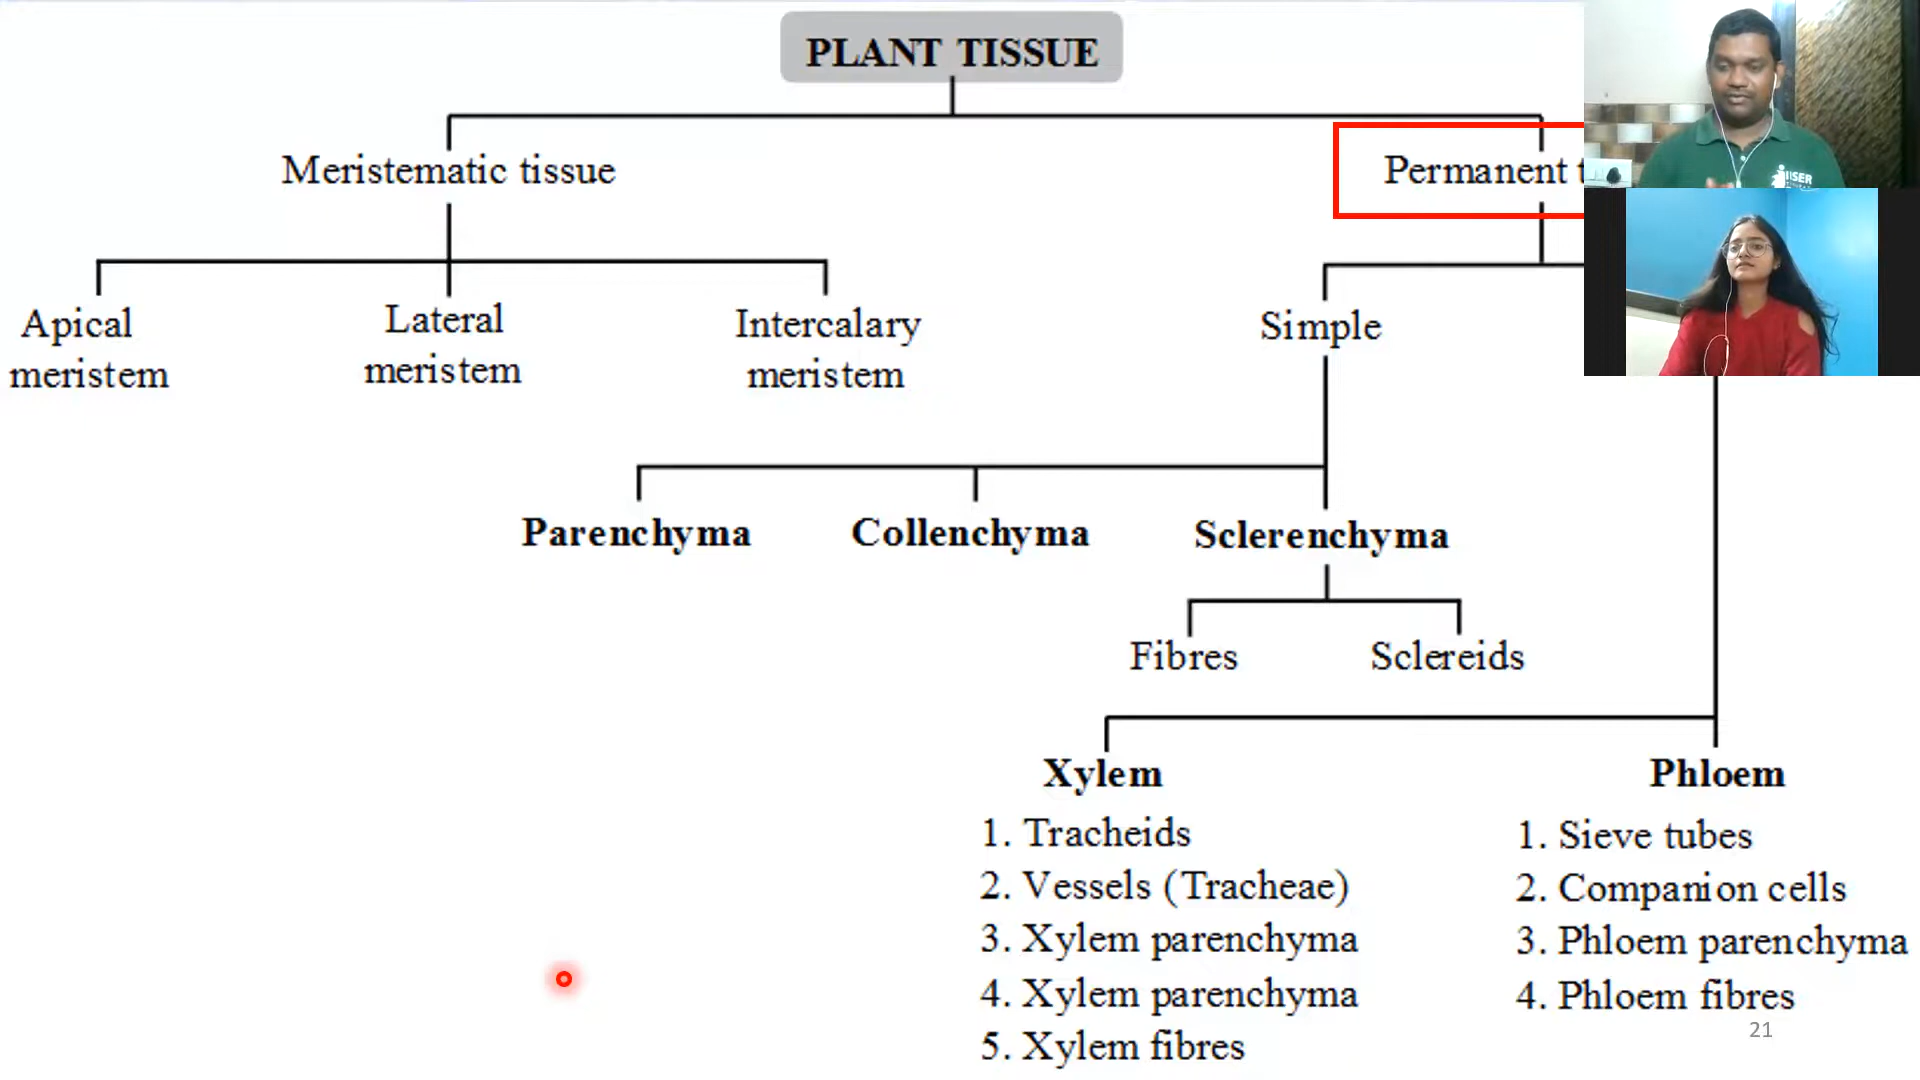 PLANT TISSUE
Meristematic tissue
Permanent
IISER
Apical
meristem
Lateral
meristem
Intercalary
meristem
Simple
Parenchyma
Collenchyma
Sclerenchyma
Fibres
Sclereids
Xylem
1. Tracheids
2. Vessels (Tracheae)
3. Xylem parenchyma
4. Xylem parenchyma
5. Xylem fibres
Phloem
1. Sieve tubes
2. Companion cells
3. Phloem parenchyma
4. Phloem fibres
21